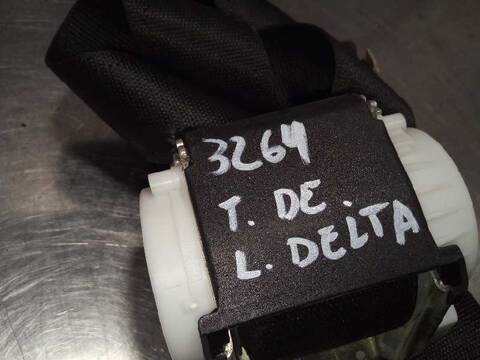 3264
T. DE.
L. DELTA